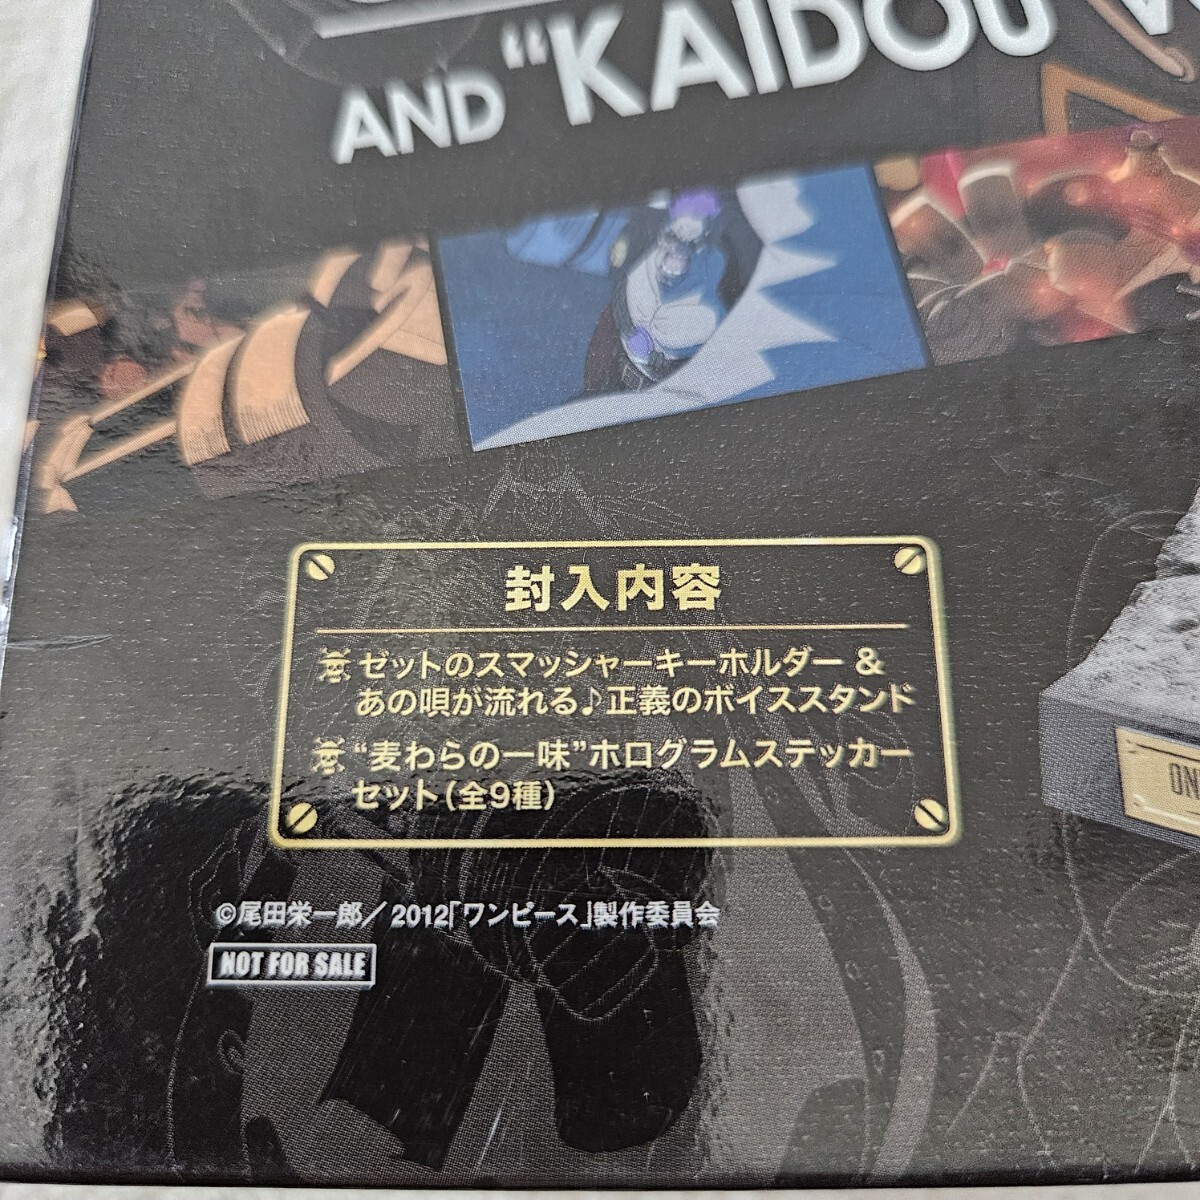 AND “KAIDOU
封入内容
ゼットのスマッシャーキーホルダー &
あの唄が流れる♪正義のボイススタンド
“麦わらの一味”ホログラムステッカー
セット(全9種)
ON
©尾田栄一郎/2012「ワンピース」製作委員会
NOT FOR SALE